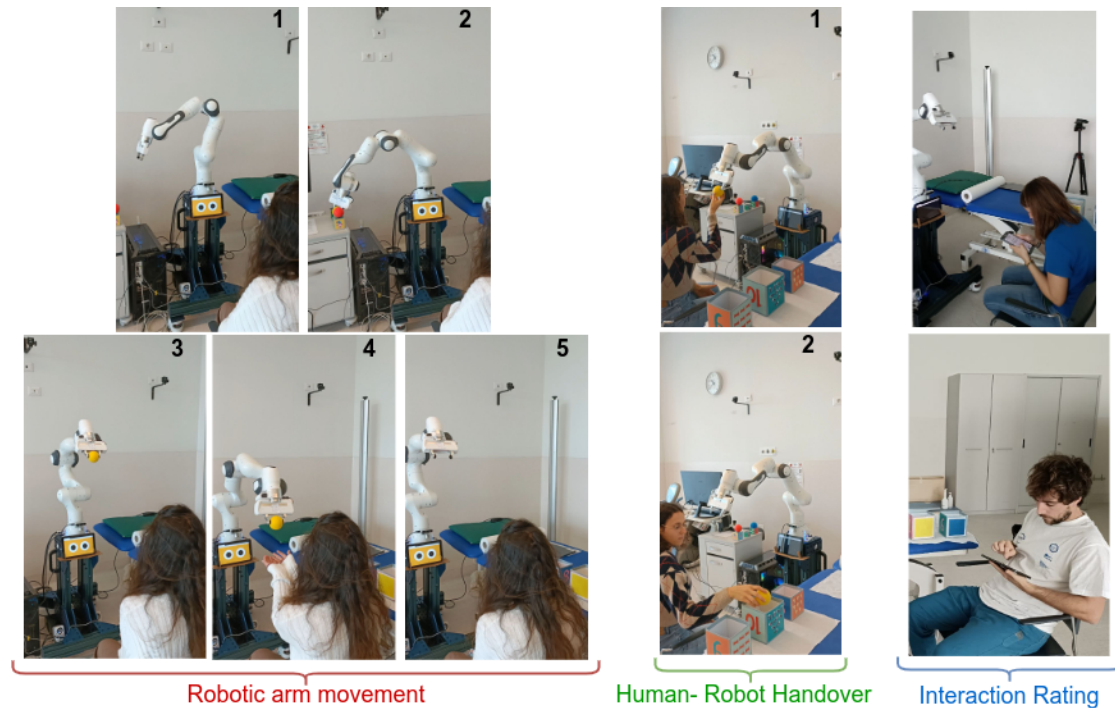 1
2
1
3
4
5
2
Robotic arm movement
Human- Robot Handover
Interaction Rating